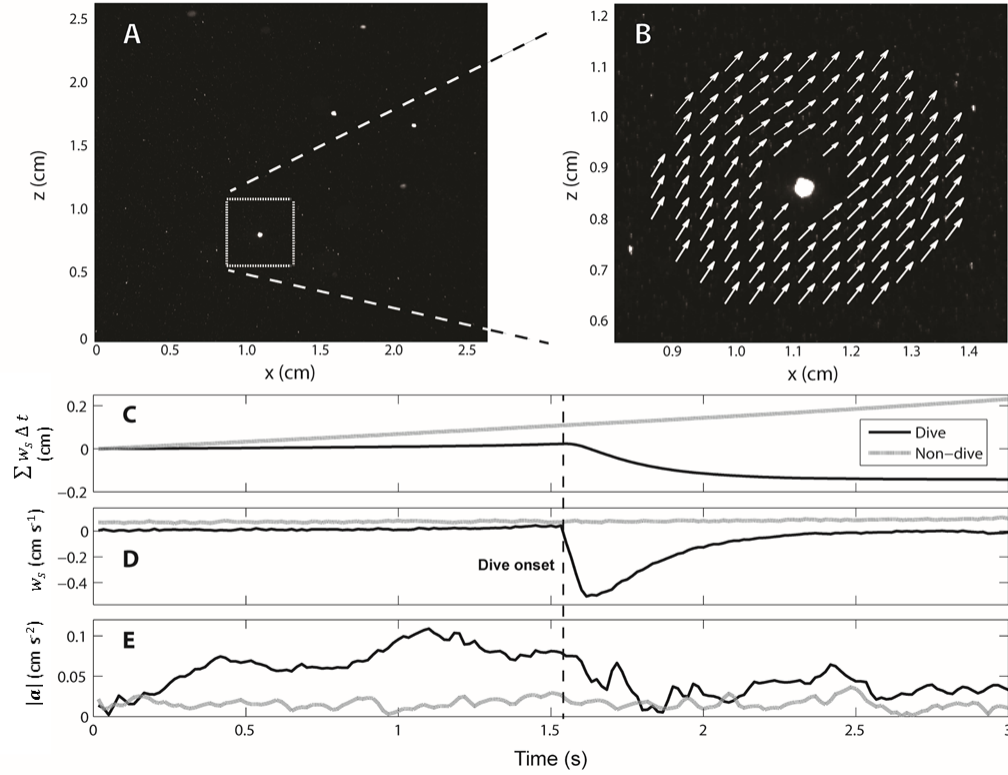 A
2.5
2.0
1.5
1.0
0.5
0
z (cm)
0 0.5 1.0 1.5 2.0 2.5
x (cm)
B
1.2
1.1
1.0
0.9
0.8
0.7
0.6
z (cm)
0.9 1.0 1.1 1.2 1.3 1.4
x (cm)
C
0.2
0
−0.2
∑ wₛ Δ t
(cm)
Dive
Non−dive
D
0
−0.2
−0.4
wₛ (cm s⁻¹)
Dive onset
E
0.1
0.05
0
|a| (cm s⁻²)
0 0.5 1 1.5 2 2.5 3
Time (s)